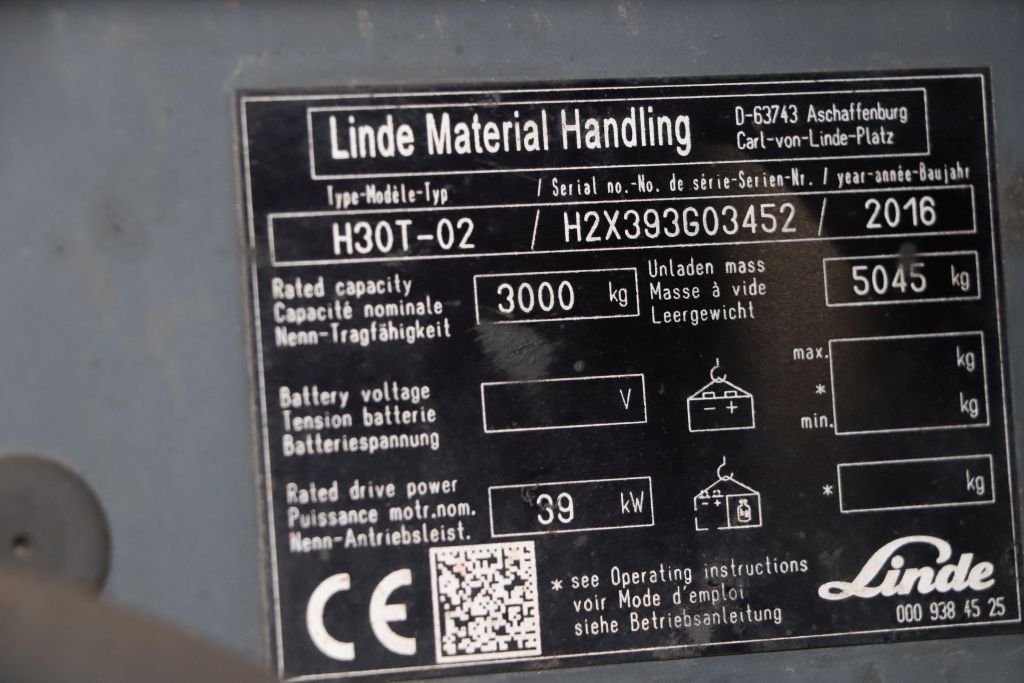 Linde Material Handling
D-63743 Aschaffenburg
Carl-von-Linde-Platz
Type-Modèle-Typ / Serial no.-No. de série-Serien-Nr. / year-année-Baujahr
H30T-02 / H2X393G03452 / 2016
Rated capacity
Capacité nominale
Nenn-Tragfähigkeit
3000 kg
Unladen mass
Masse à vide
Leergewicht
5045 kg
Battery voltage
Tension batterie
Batteriespannung
V
- +
max. kg
*
min. kg
Rated drive power
Puissance motr.nom.
Nenn-Antriebsleist.
39 kW
- +
kg
* kg
CE
* see Operating instructions
voir Mode d'emploi
siehe Betriebsanleitung
Linde
000 938 45 25